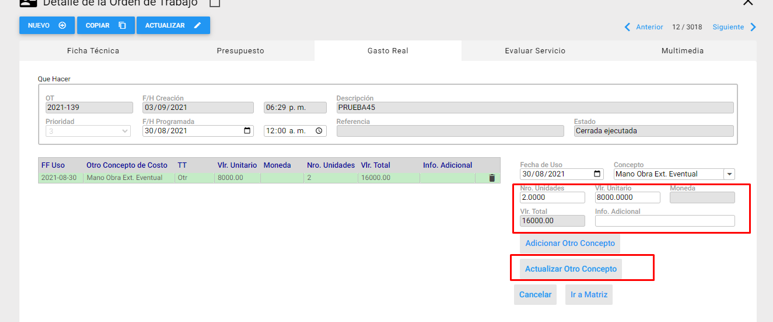 Detalle de la Orden de Trabajo
NUEVO COPIAR ACTUALIZAR
Anterior 12 / 3018 Siguiente
Ficha Técnica Presupuesto Gasto Real Evaluar Servicio Multimedia
Que Hacer
OT F/H Creación Descripción
2021-139 03/09/2021 06:29 p. m. PRUEBA45
Prioridad F/H Programada Referencia Estado
3 30/08/2021 12:00 a. m. Cerrada ejecutada
FF Uso Otro Concepto de Costo TT Vlr. Unitario Moneda Nro. Unidades Vlr. Total Info. Adicional
2021-08-30 Mano Obra Ext. Eventual Otr 8000.00 2 16000.00
Fecha de Uso Concepto
30/08/2021 Mano Obra Ext. Eventual
Nro. Unidades Vlr. Unitario Moneda
2.0000 8000.0000
Vlr. Total Info. Adicional
16000.00
Adicionar Otro Concepto
Actualizar Otro Concepto
Cancelar Ir a Matriz